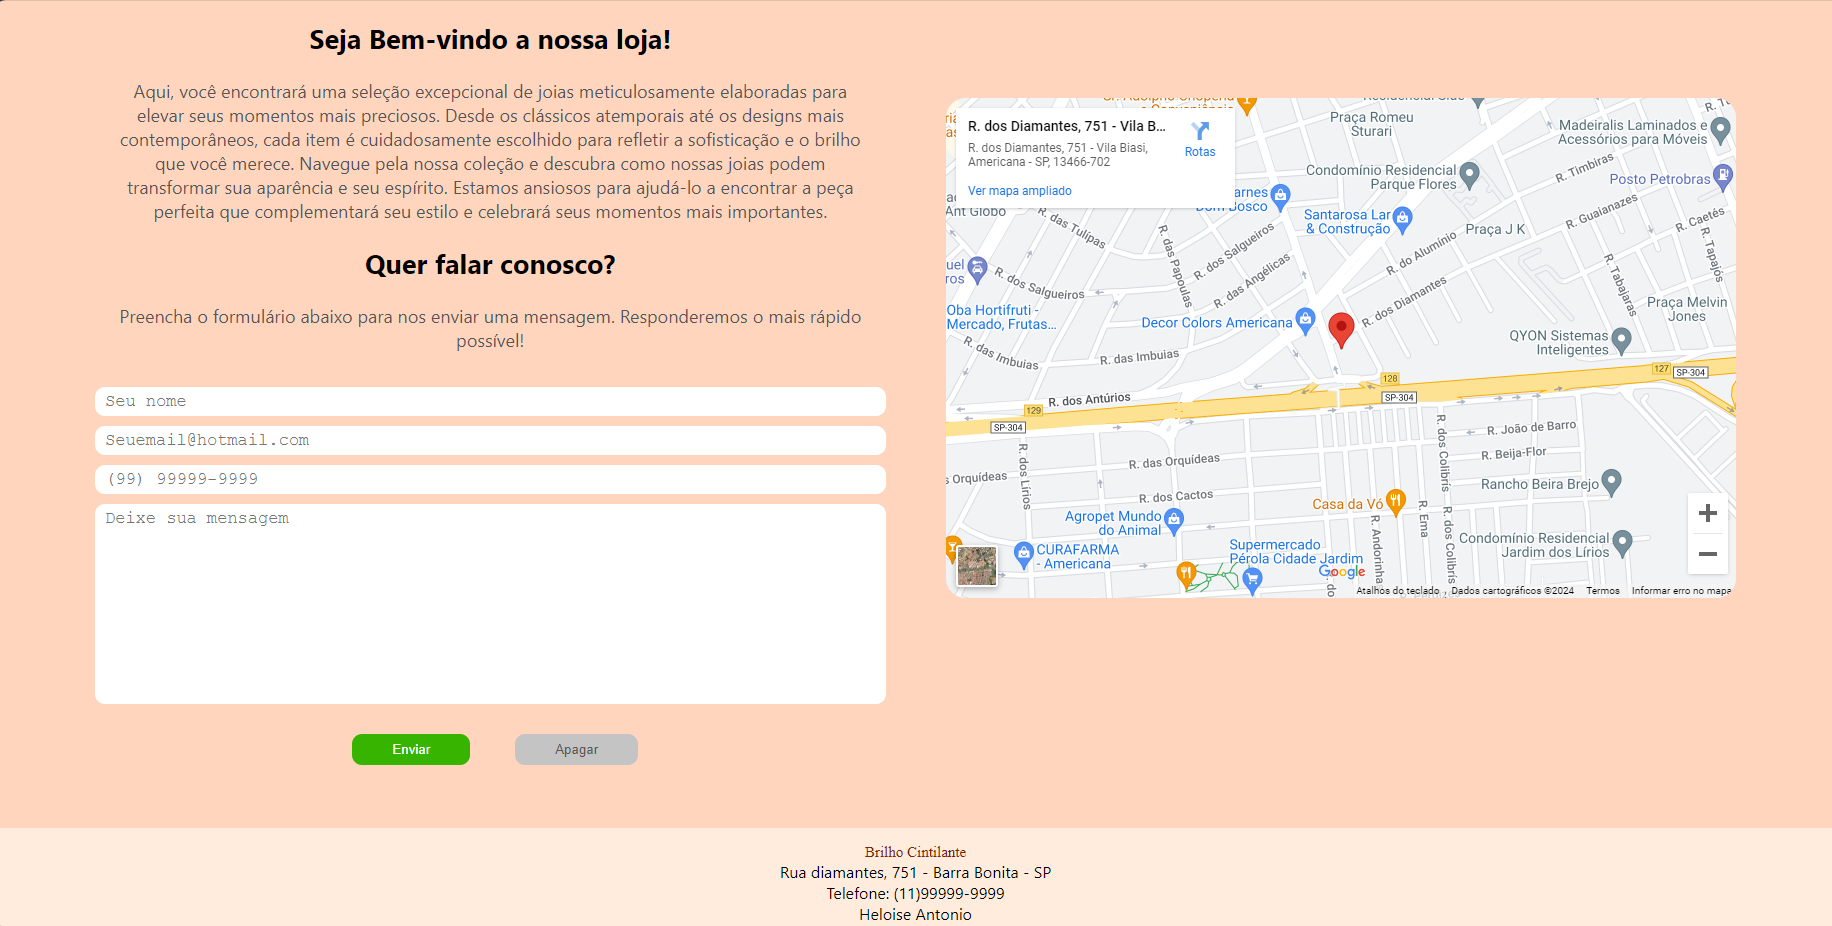 Seja Bem-vindo a nossa loja!
Aqui, você encontrará uma seleção excepcional de joias meticulosamente elaboradas para
elevar seus momentos mais preciosos. Desde os clássicos atemporais até os designs mais
contemporâneos, cada item é cuidadosamente escolhido para refletir a sofisticação e o brilho
que você merece. Navegue pela nossa coleção e descubra como nossas joias podem
transformar sua aparência e seu espírito. Estamos ansiosos para ajudá-lo a encontrar a peça
perfeita que complementará seu estilo e celebrará seus momentos mais importantes.
Quer falar conosco?
Preencha o formulário abaixo para nos enviar uma mensagem. Responderemos o mais rápido
possível!
Seu nome
Seuemail@hotmail.com
(99) 99999-9999
Deixe sua mensagem
Enviar
Apagar
R. dos Diamantes, 751 - Vila B...
R. dos Diamantes, 751 - Vila Biasi,
Americana - SP, 13466-702
Rotas
Ver mapa ampliado
Praça Romeu
Sturari
Madeiralis Laminados e
Acessórios para Móveis
Condomínio Residencial
Parque Flores
R. Timbiras
Posto Petrobras
Ant Globo
Dom Bosco
Santarosa Lar
& Construção
Praça J K
R. Guaianazes
R. Caetés
R. Tapajós
R. das Tulipas
R. das Papoulas
R. dos Salgueiros
R. das Angélicas
R. do Alumínio
R. Tabajaras
R. dos Salgueiros
R. dos Diamantes
Praça Melvin
Jones
Oba Hortifruti -
Mercado, Frutas...
Decor Colors Americana
QYON Sistemas
Inteligentes
R. das Imbuias
R. das Imbuias
127
SP-304
128
SP-304
R. dos Antúrios
129
SP-304
R. João de Barro
R. Beija-Flor
R. dos Colibris
R. dos Lírios
R. das Orquídeas
s Orquídeas
R. dos Cactos
Rancho Beira Brejo
Casa da Vó
Agropet Mundo
do Animal
R. Andorinha
R. Ema
R. dos Colibris
Condomínio Residencial
Jardim dos Lírios
CURAFARMA
- Americana
Supermercado
Pérola Cidade Jardim
Google
Atalhos do teclado
Dados cartográficos ©2024
Termos
Informar erro no mapa
Brilho Cintilante
Rua diamantes, 751 - Barra Bonita - SP
Telefone: (11)99999-9999
Heloise Antonio